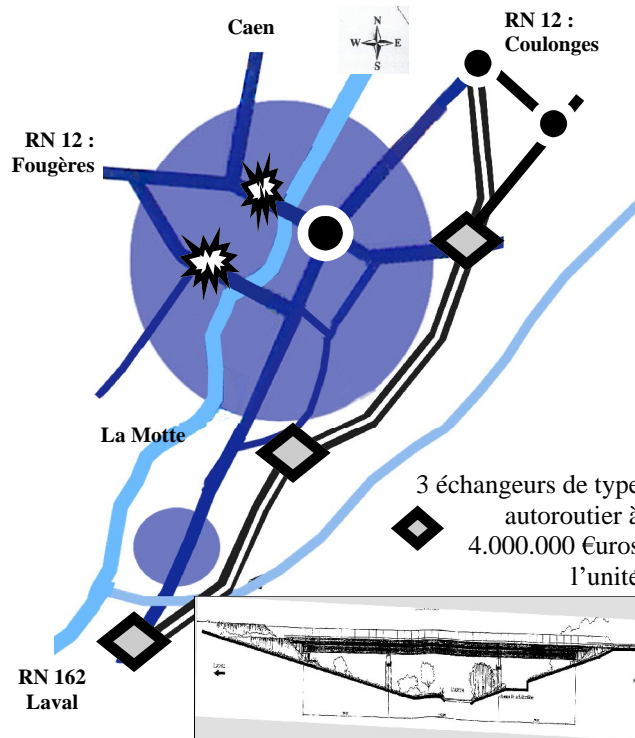 Caen
N
W E
S
RN 12 :
Coulonges
RN 12 :
Fougères
La Motte
3 échangeurs de type
autoroutier à
4.000.000 €uros
l'unité
RN 162
Laval